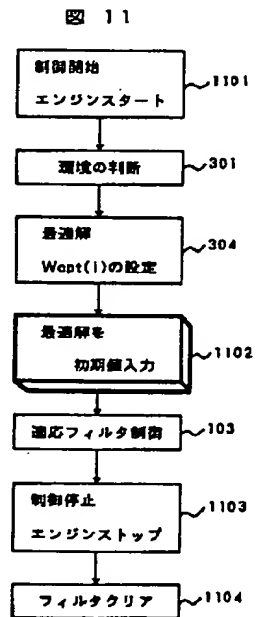 図 11
制御開始
エンジンスタート
1101
環境の判断
301
最適解
Wopt(i)の設定
304
最適解を
初期値入力
1102
適応フィルタ制御
103
制御停止
エンジンストップ
1103
フィルタクリア
1104